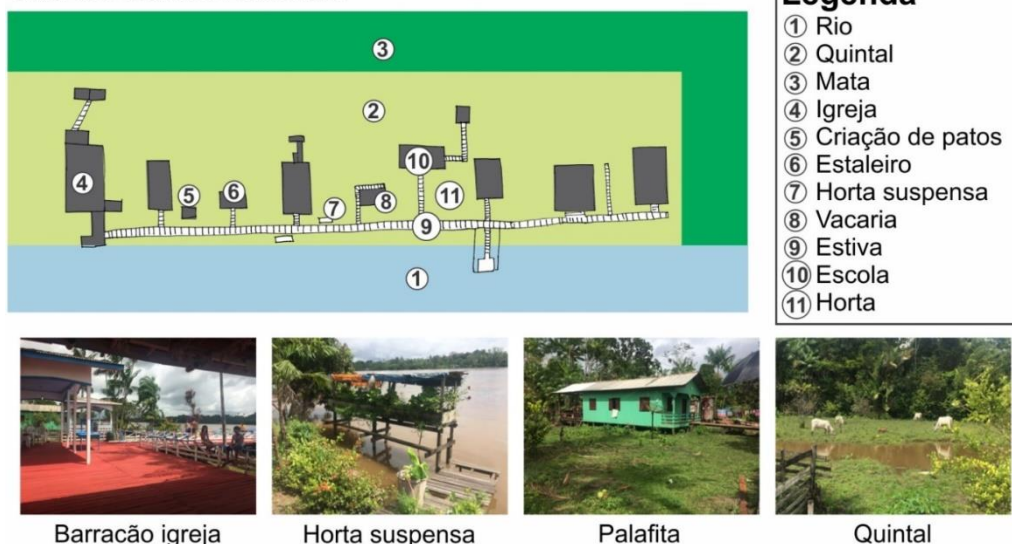 Legenda
1 Rio
2 Quintal
3 Mata
4 Igreja
5 Criação de patos
6 Estaleiro
7 Horta suspensa
8 Vacaria
9 Estiva
10 Escola
11 Horta
3
2
4
5
6
7
8
10
11
9
1
Barracão igreja
Horta suspensa
Palafita
Quintal